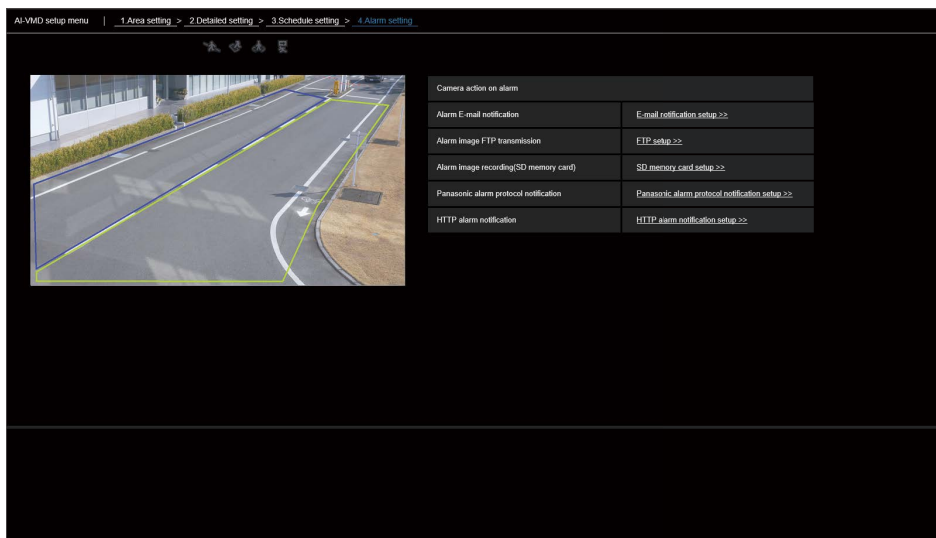 AI-VMD setup menu | 1.Area setting > 2.Detailed setting > 3.Schedule setting > 4.Alarm setting
Camera action on alarm
Alarm E-mail notification E-mail notification setup >>
Alarm image FTP transmission FTP setup >>
Alarm image recording(SD memory card) SD memory card setup >>
Panasonic alarm protocol notification Panasonic alarm protocol notification setup >>
HTTP alarm notification HTTP alarm notification setup >>